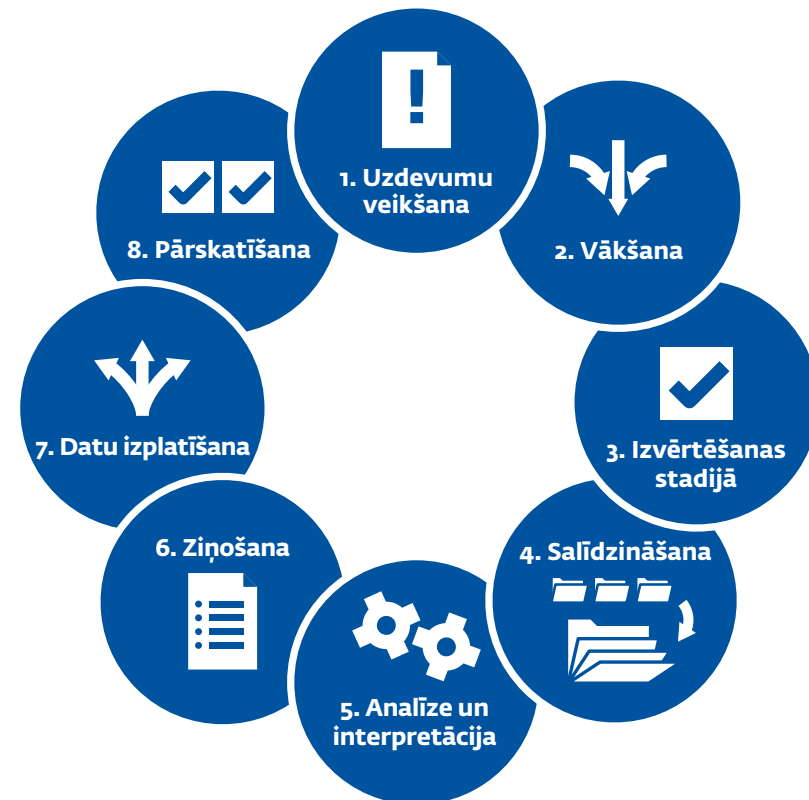 1. Uzdevumu
veikšana
2. Vākšana
3. Izvērtēšanas
stadijā
4. Salīdzināšana
5. Analīze un
interpretācija
6. Ziņošana
7. Datu izplatīšana
8. Pārskatīšana